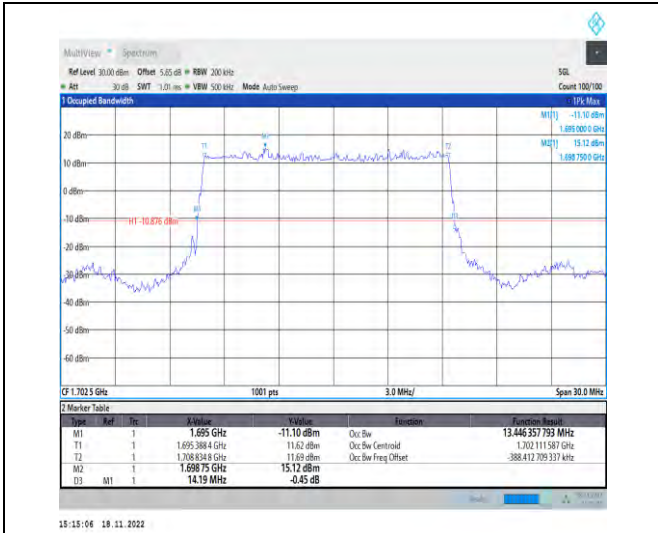 MultiView Spectrum
Ref Level 30.00 dBm Offset 5.65 dB RBW 200 kHz SGL
Att 30 dB SWT 1.01 ms VBW 500 kHz Mode Auto Sweep Count 100/100
1 Occupied Bandwidth 1Pk Max
M1[1] -11.10 dBm
1.695 000 0 GHz
M2[1] 15.12 dBm
1.698 750 0 GHz
20 dBm
T1 M2 T2
10 dBm
0 dBm
-10 dBm
H1 -10.876 dBm
-20 dBm
-30 dBm
-40 dBm
-50 dBm
-60 dBm
CF 1.702 5 GHz 1001 pts 3.0 MHz/ Span 30.0 MHz
2 Marker Table
Type Ref Trc X-Value Y-Value Function Function Result
M1 1 1.695 GHz -11.10 dBm Occ Bw 13.446 357 793 MHz
T1 1 1.695 388 4 GHz 11.62 dBm Occ Bw Centroid 1.702 111 587 GHz
T2 1 1.708 834 8 GHz 11.69 dBm Occ Bw Freq Offset -388.412 709 337 kHz
M2 1 1.698 75 GHz 15.12 dBm
D3 M1 1 14.19 MHz -0.45 dB
15:15:06 18.11.2022